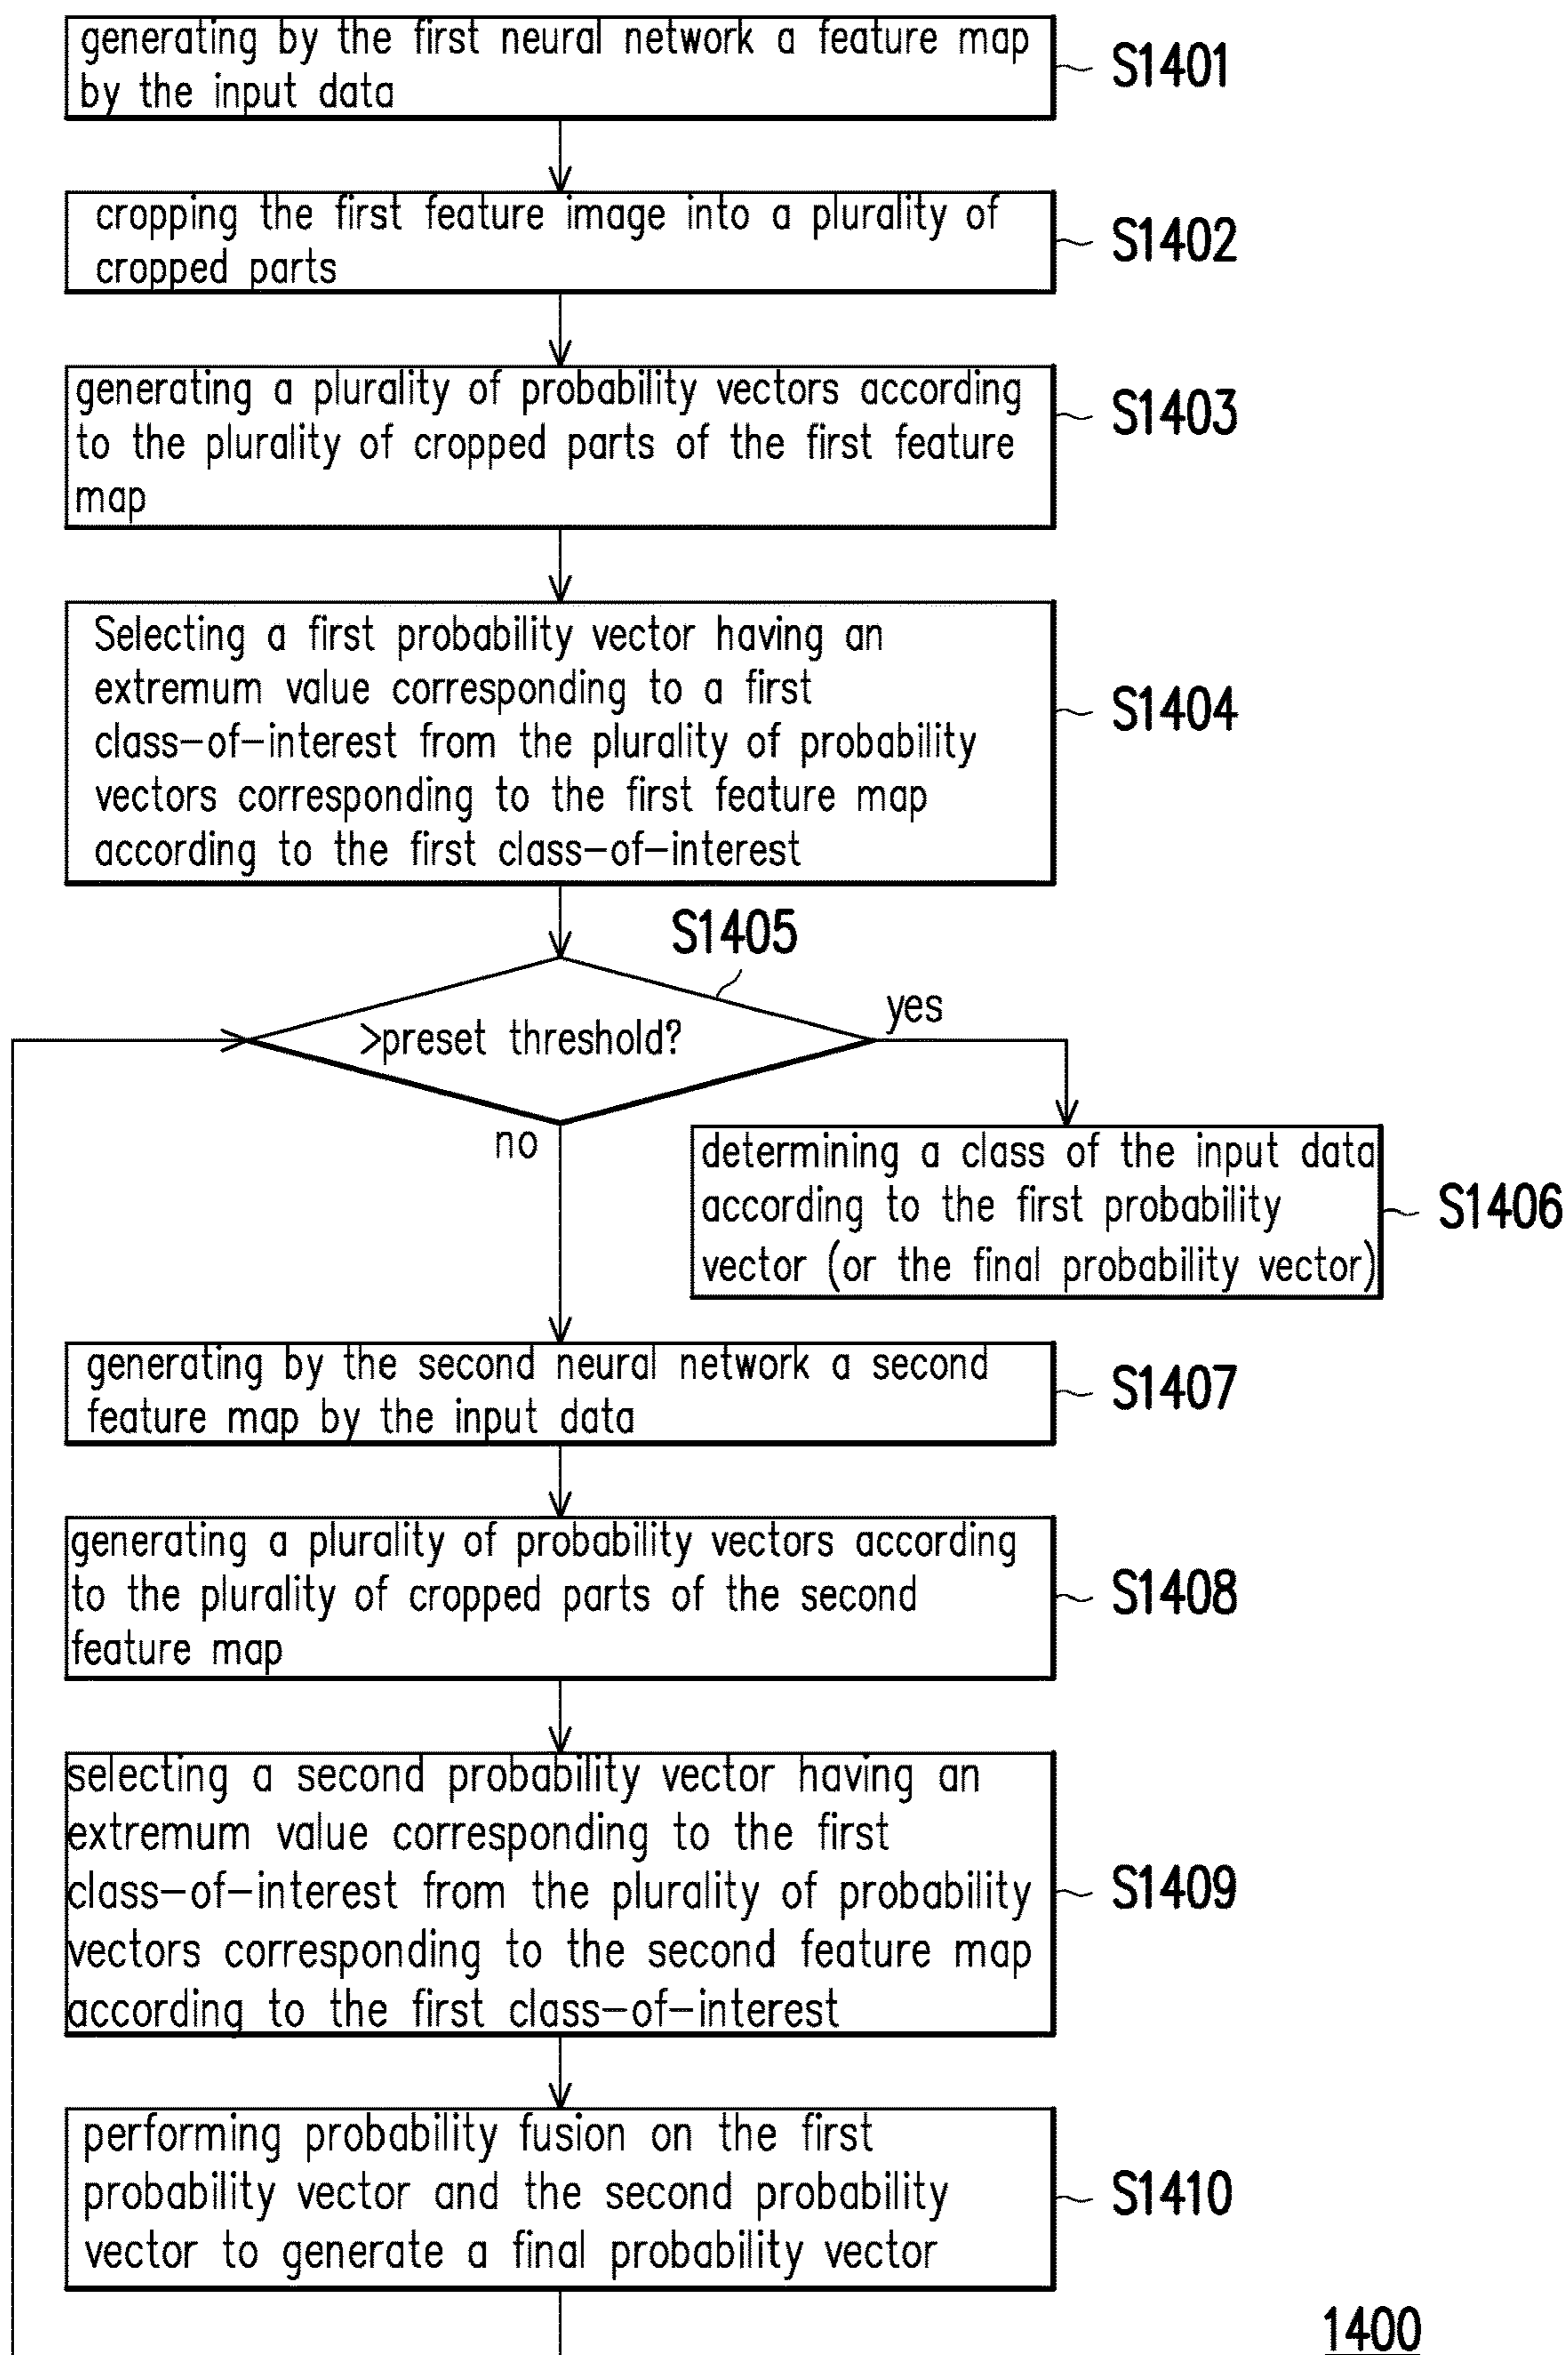 generating by the first neural network a feature map
by the input data
S1401
cropping the first feature image into a plurality of
cropped parts
S1402
generating a plurality of probability vectors according
to the plurality of cropped parts of the first feature
map
S1403
Selecting a first probability vector having an
extremum value corresponding to a first
class-of-interest from the plurality of probability
vectors corresponding to the first feature map
according to the first class-of-interest
S1404
S1405
>preset threshold?
yes
no
determining a class of the input data
according to the first probability
vector (or the final probability vector)
S1406
generating by the second neural network a second
feature map by the input data
S1407
generating a plurality of probability vectors according
to the plurality of cropped parts of the second
feature map
S1408
selecting a second probability vector having an
extremum value corresponding to the first
class-of-interest from the plurality of probability
vectors corresponding to the second feature map
according to the first class-of-interest
S1409
performing probability fusion on the first
probability vector and the second probability
vector to generate a final probability vector
S1410
1400